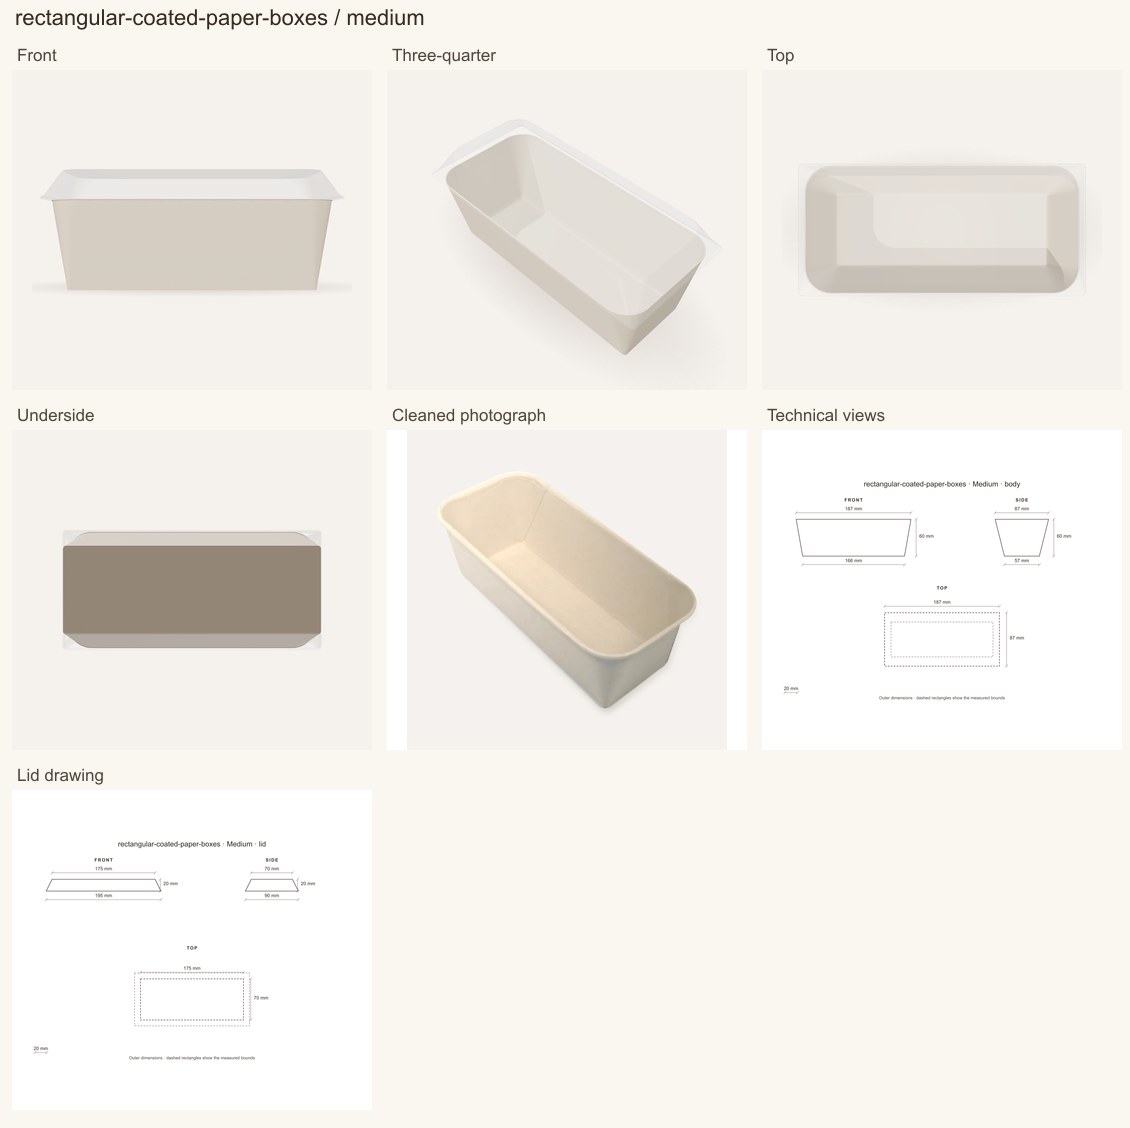 rectangular-coated-paper-boxes / medium
Front
Three-quarter
Top
Underside
Cleaned photograph
Technical views
rectangular-coated-paper-boxes · Medium · body
FRONT
SIDE
187 mm
87 mm
60 mm
60 mm
166 mm
57 mm
TOP
187 mm
87 mm
20 mm
Outer dimensions · dashed rectangles show the measured bounds
Lid drawing
rectangular-coated-paper-boxes · Medium · lid
FRONT
SIDE
175 mm
70 mm
20 mm
20 mm
195 mm
90 mm
TOP
175 mm
70 mm
20 mm
Outer dimensions · dashed rectangles show the measured bounds